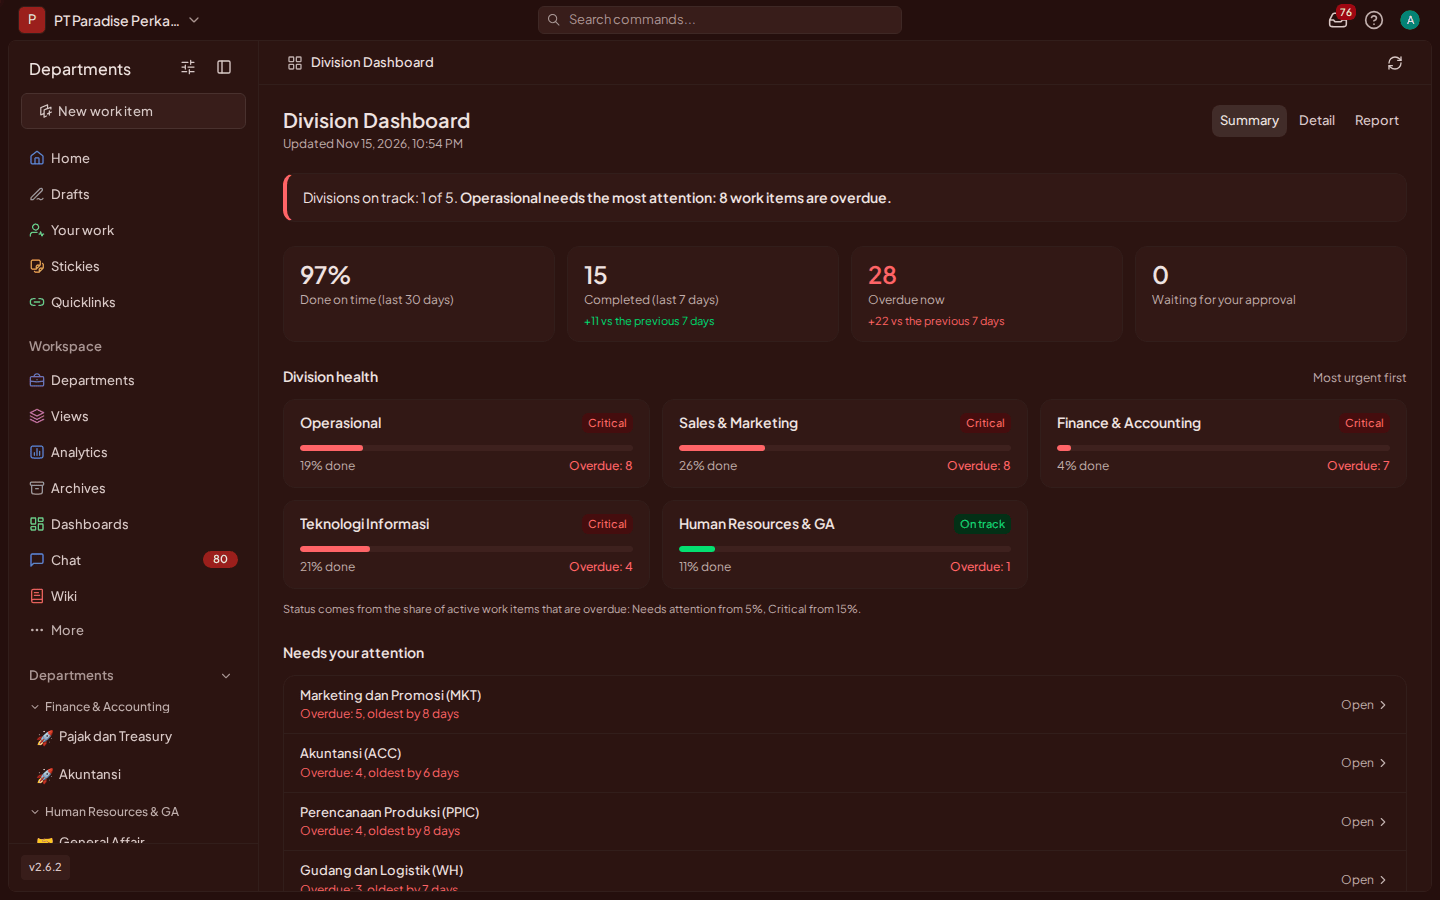 P PT Paradise Perka...
Search commands...
76
A
Departments
New work item
Home
Drafts
Your work
Stickies
Quicklinks
Workspace
Departments
Views
Analytics
Archives
Dashboards
Chat 80
Wiki
More
Departments
Finance & Accounting
Pajak dan Treasury
Akuntansi
Human Resources & GA
General Affair
v2.6.2
Division Dashboard
Division Dashboard
Updated Nov 15, 2026, 10:54 PM
Summary Detail Report
Divisions on track: 1 of 5. Operasional needs the most attention: 8 work items are overdue.
97%
Done on time (last 30 days)
15
Completed (last 7 days)
+11 vs the previous 7 days
28
Overdue now
+22 vs the previous 7 days
0
Waiting for your approval
Division health
Most urgent first
Operasional Critical
19% done Overdue: 8
Sales & Marketing Critical
26% done Overdue: 8
Finance & Accounting Critical
4% done Overdue: 7
Teknologi Informasi Critical
21% done Overdue: 4
Human Resources & GA On track
11% done Overdue: 1
Status comes from the share of active work items that are overdue: Needs attention from 5%, Critical from 15%.
Needs your attention
Marketing dan Promosi (MKT)
Overdue: 5, oldest by 8 days
Open
Akuntansi (ACC)
Overdue: 4, oldest by 6 days
Open
Perencanaan Produksi (PPIC)
Overdue: 4, oldest by 8 days
Open
Gudang dan Logistik (WH)
Overdue: 3, oldest by 7 days
Open